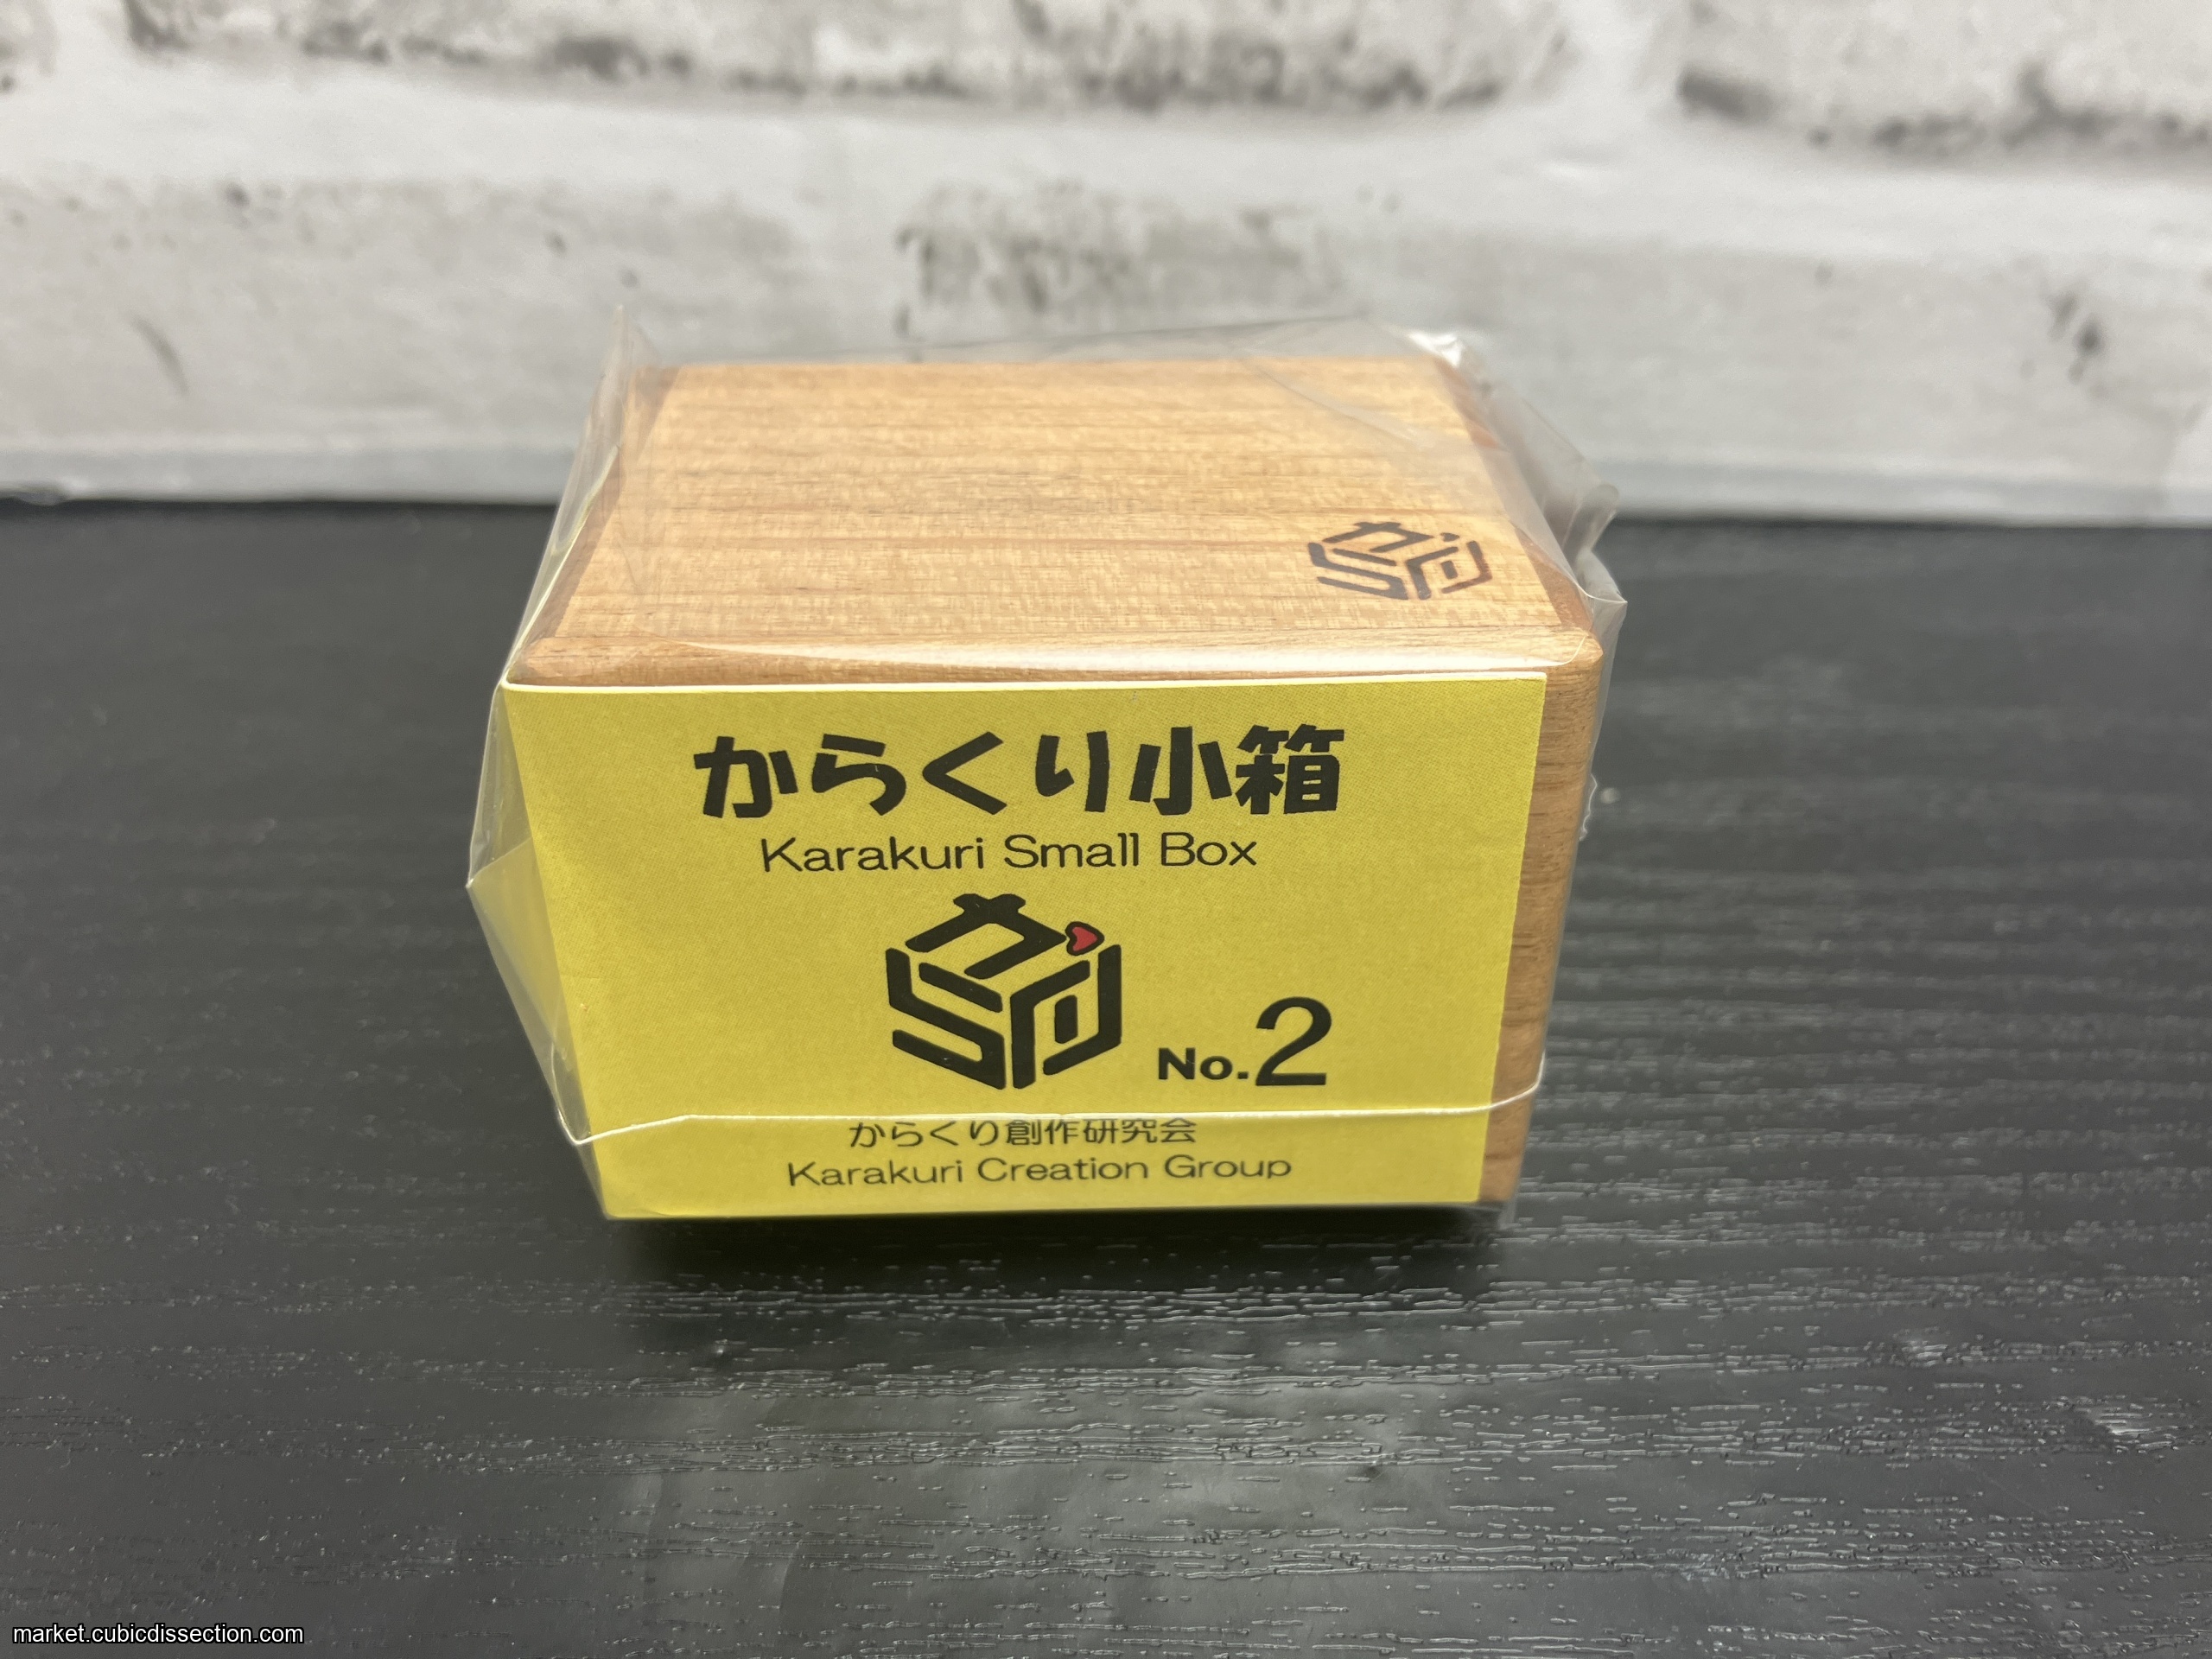 からくり小箱
Karakuri Small Box
No.2
からくり創作研究会
Karakuri Creation Group
market.cubicdissection.com